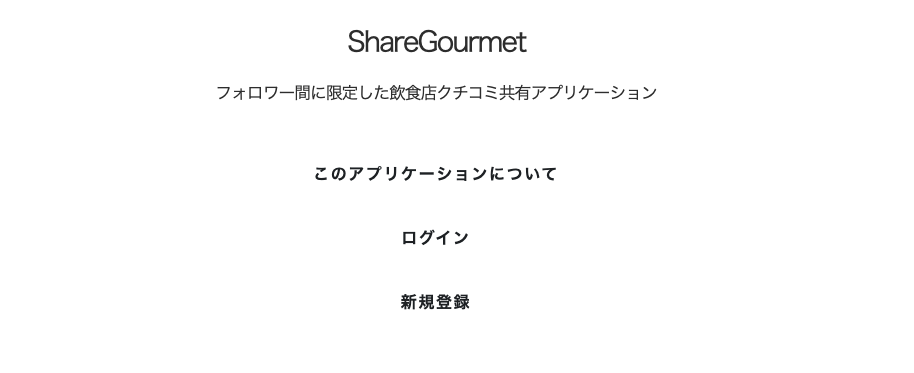 ShareGourmet
フォロワー間に限定した飲食店クチコミ共有アプリケーション
このアプリケーションについて
ログイン
新規登録